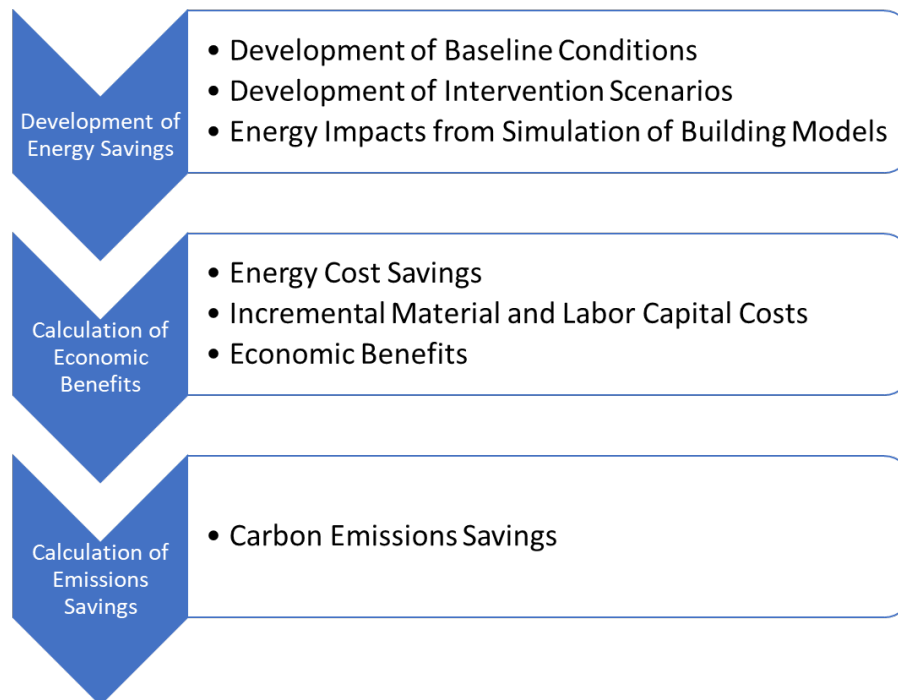 Development of
Energy Savings
• Development of Baseline Conditions
• Development of Intervention Scenarios
• Energy Impacts from Simulation of Building Models
Calculation of
Economic
Benefits
• Energy Cost Savings
• Incremental Material and Labor Capital Costs
• Economic Benefits
Calculation of
Emissions
Savings
• Carbon Emissions Savings